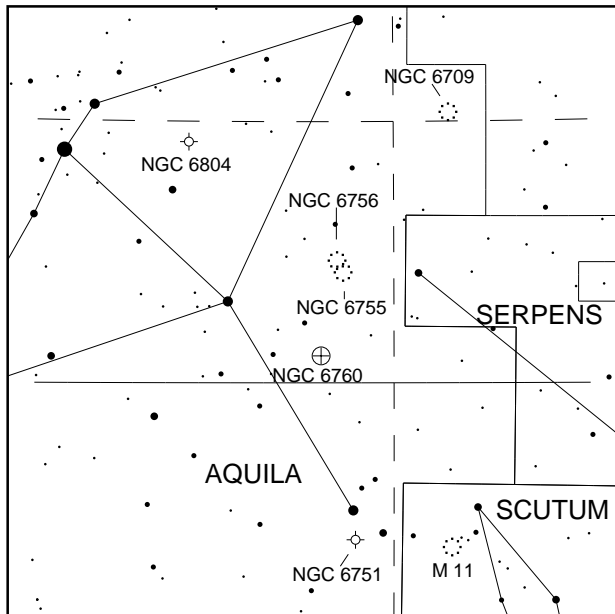 NGC 6709
NGC 6804
NGC 6756
NGC 6755
SERPENS
NGC 6760
AQUILA
SCUTUM
NGC 6751
M 11